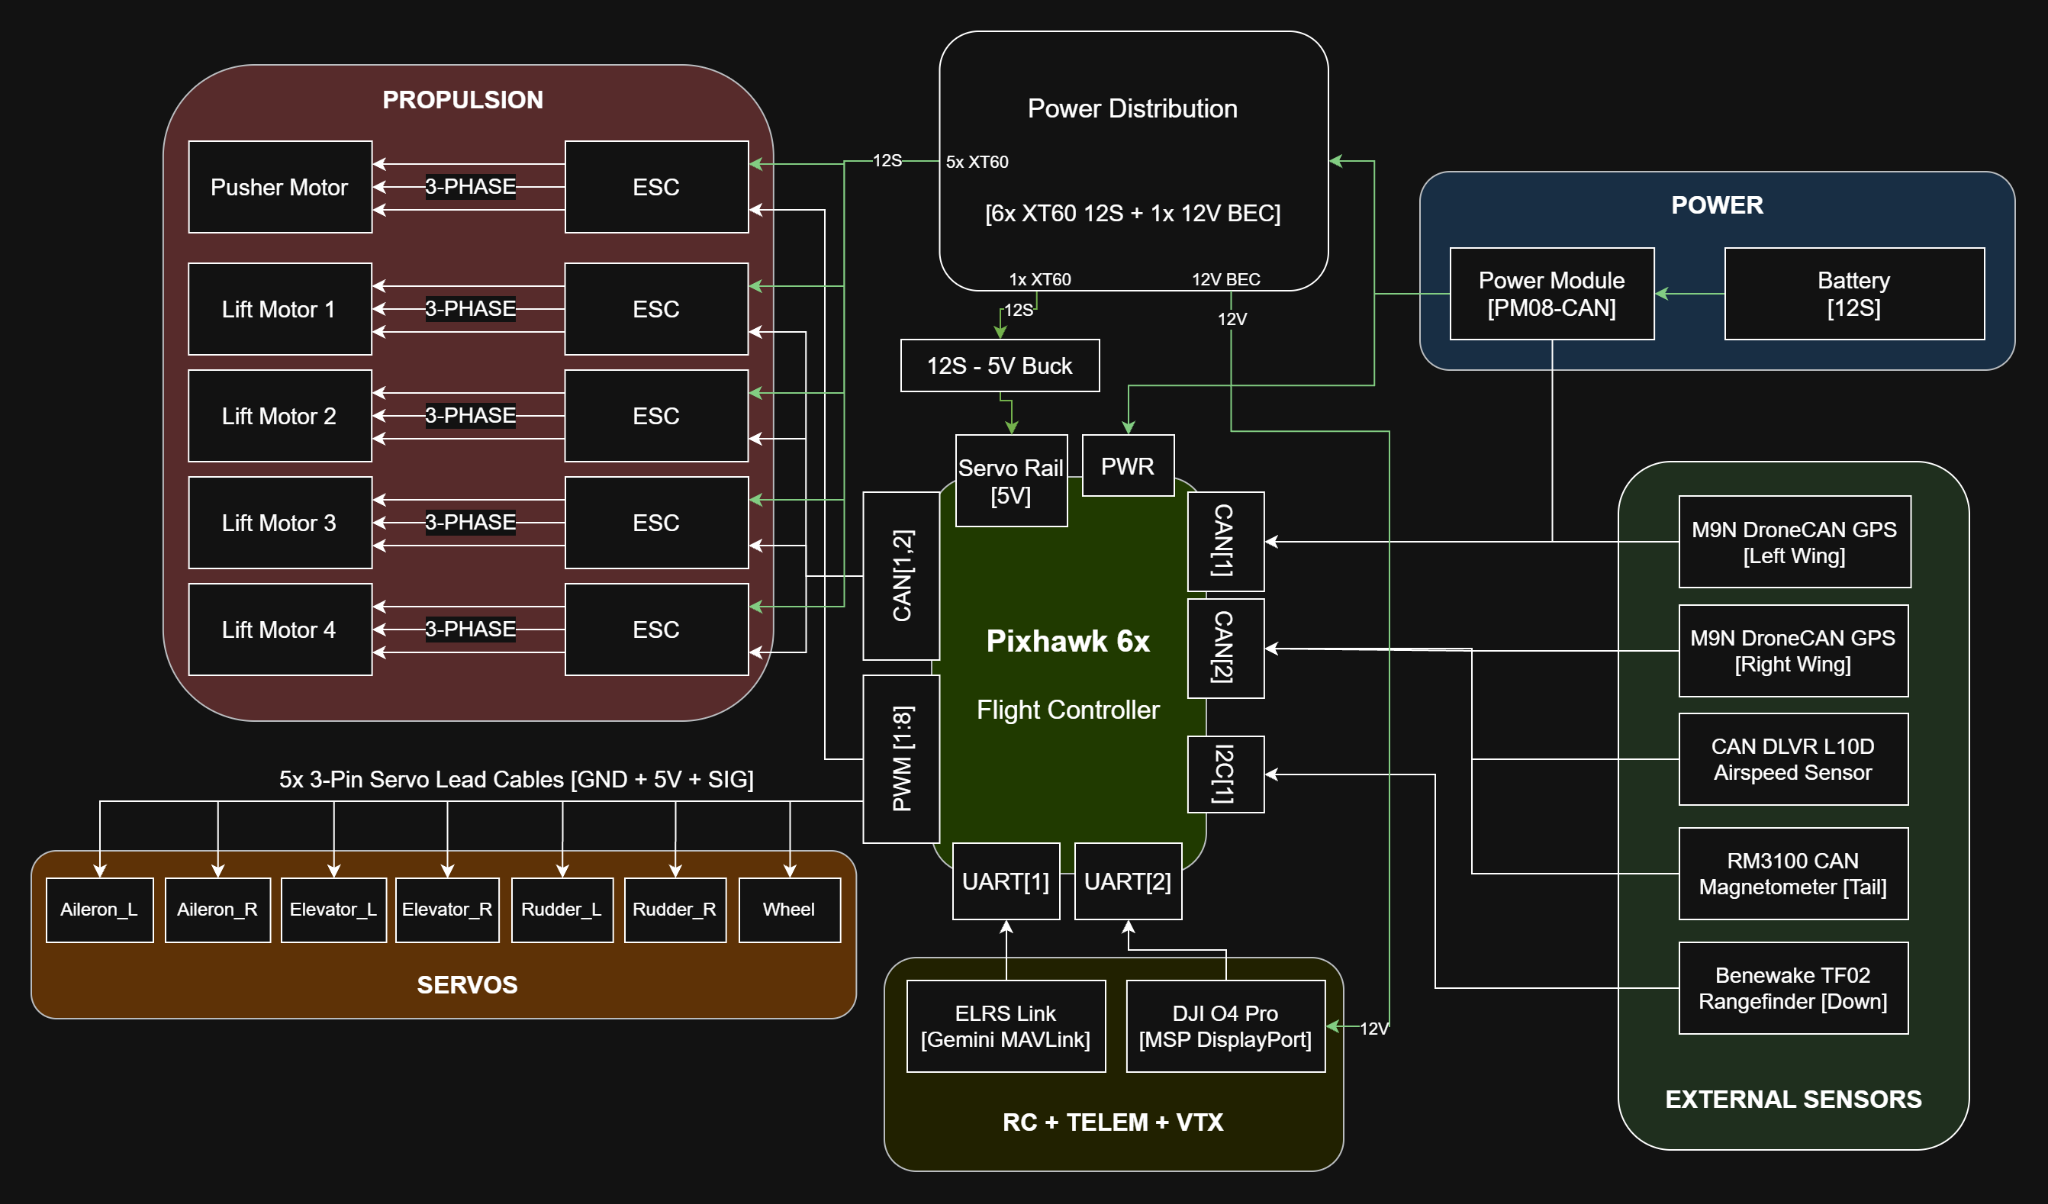 PROPULSION
Pusher Motor
3-PHASE
ESC
Lift Motor 1
3-PHASE
ESC
Lift Motor 2
3-PHASE
ESC
Lift Motor 3
3-PHASE
ESC
Lift Motor 4
3-PHASE
ESC
12S
Power Distribution
5x XT60
[6x XT60 12S + 1x 12V BEC]
1x XT60
12V BEC
12S
12V
12S - 5V Buck
POWER
Power Module
[PM08-CAN]
Battery
[12S]
Servo Rail
[5V]
PWR
CAN[1,2]
PWM [1:8]
CAN[1]
CAN[2]
I2C[1]
Pixhawk 6x
Flight Controller
UART[1]
UART[2]
5x 3-Pin Servo Lead Cables [GND + 5V + SIG]
Aileron_L
Aileron_R
Elevator_L
Elevator_R
Rudder_L
Rudder_R
Wheel
SERVOS
ELRS Link
[Gemini MAVLink]
DJI O4 Pro
[MSP DisplayPort]
12V
RC + TELEM + VTX
M9N DroneCAN GPS
[Left Wing]
M9N DroneCAN GPS
[Right Wing]
CAN DLVR L10D
Airspeed Sensor
RM3100 CAN
Magnetometer [Tail]
Benewake TF02
Rangefinder [Down]
EXTERNAL SENSORS